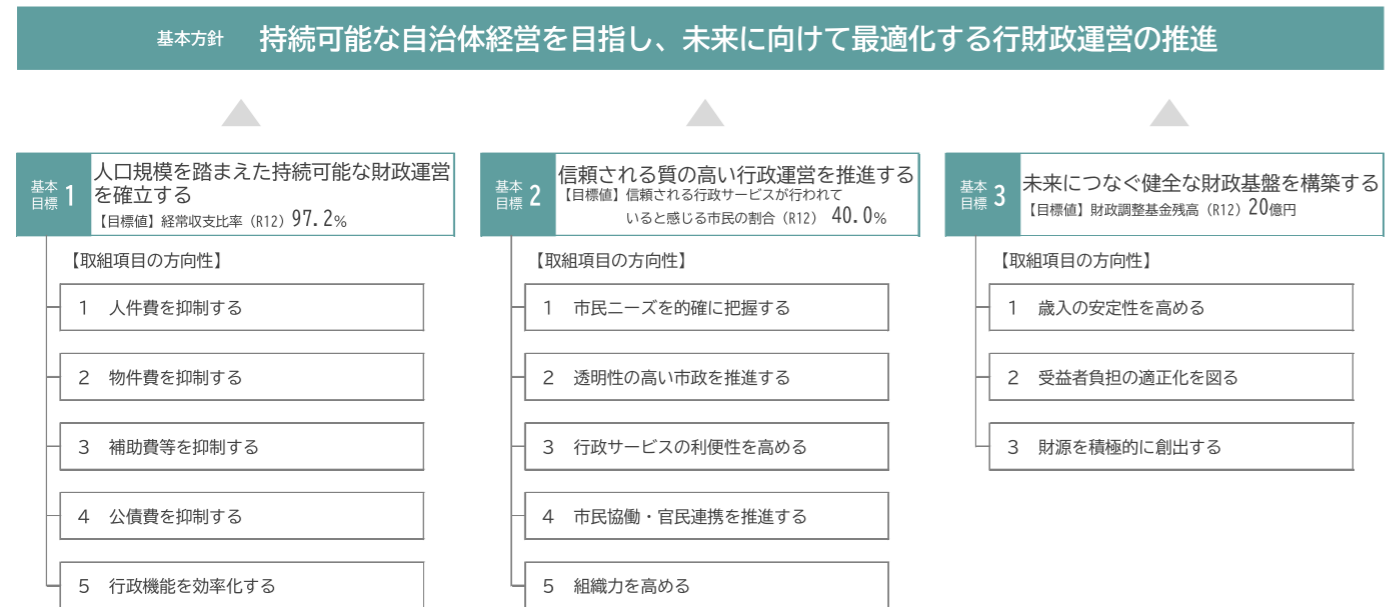 基本方針 持続可能な自治体経営を目指し、未来に向けて最適化する行財政運営の推進
基本目標 1
人口規模を踏まえた持続可能な財政運営
を確立する
【目標値】経常収支比率（R12）97.2%
【取組項目の方向性】
1 人件費を抑制する
2 物件費を抑制する
3 補助費等を抑制する
4 公債費を抑制する
5 行政機能を効率化する
基本目標 2
信頼される質の高い行政運営を推進する
【目標値】信頼される行政サービスが行われて
いると感じる市民の割合（R12） 40.0%
【取組項目の方向性】
1 市民ニーズを的確に把握する
2 透明性の高い市政を推進する
3 行政サービスの利便性を高める
4 市民協働・官民連携を推進する
5 組織力を高める
基本目標 3
未来につなぐ健全な財政基盤を構築する
【目標値】財政調整基金残高（R12）20億円
【取組項目の方向性】
1 歳入の安定性を高める
2 受益者負担の適正化を図る
3 財源を積極的に創出する